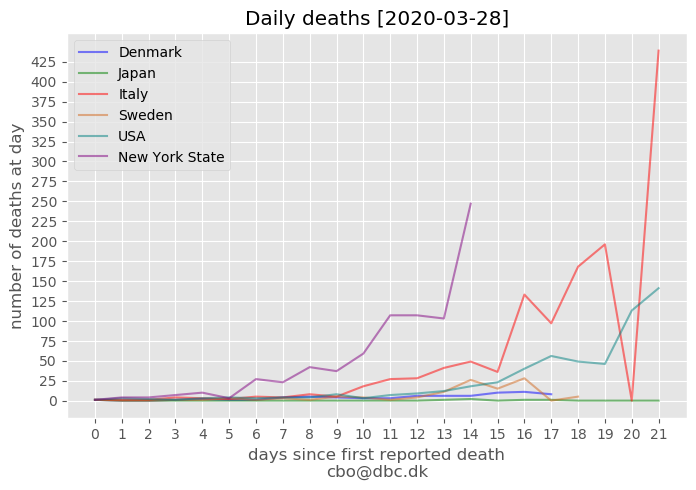 Daily deaths [2020-03-28]
Denmark
Japan
Italy
Sweden
USA
New York State
number of deaths at day
425
400
375
350
325
300
275
250
225
200
175
150
125
100
75
50
25
0
0 1 2 3 4 5 6 7 8 9 10 11 12 13 14 15 16 17 18 19 20 21
days since first reported death
cbo@dbc.dk